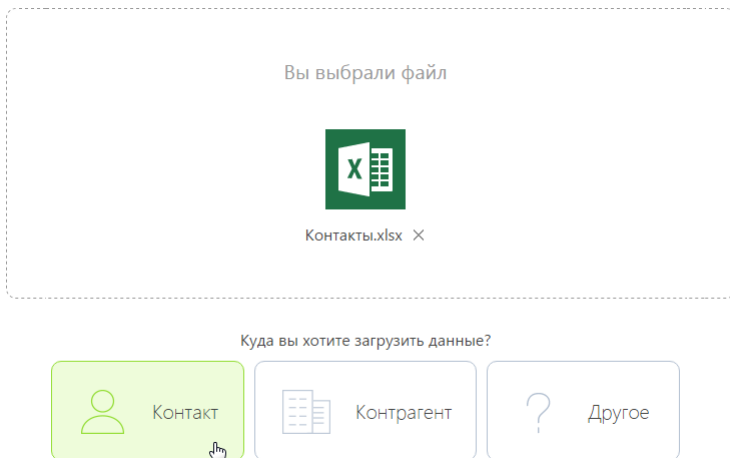 Вы выбрали файл
X
Контакты.xlsx
Куда вы хотите загрузить данные?
Контакт
Контрагент
? Другое